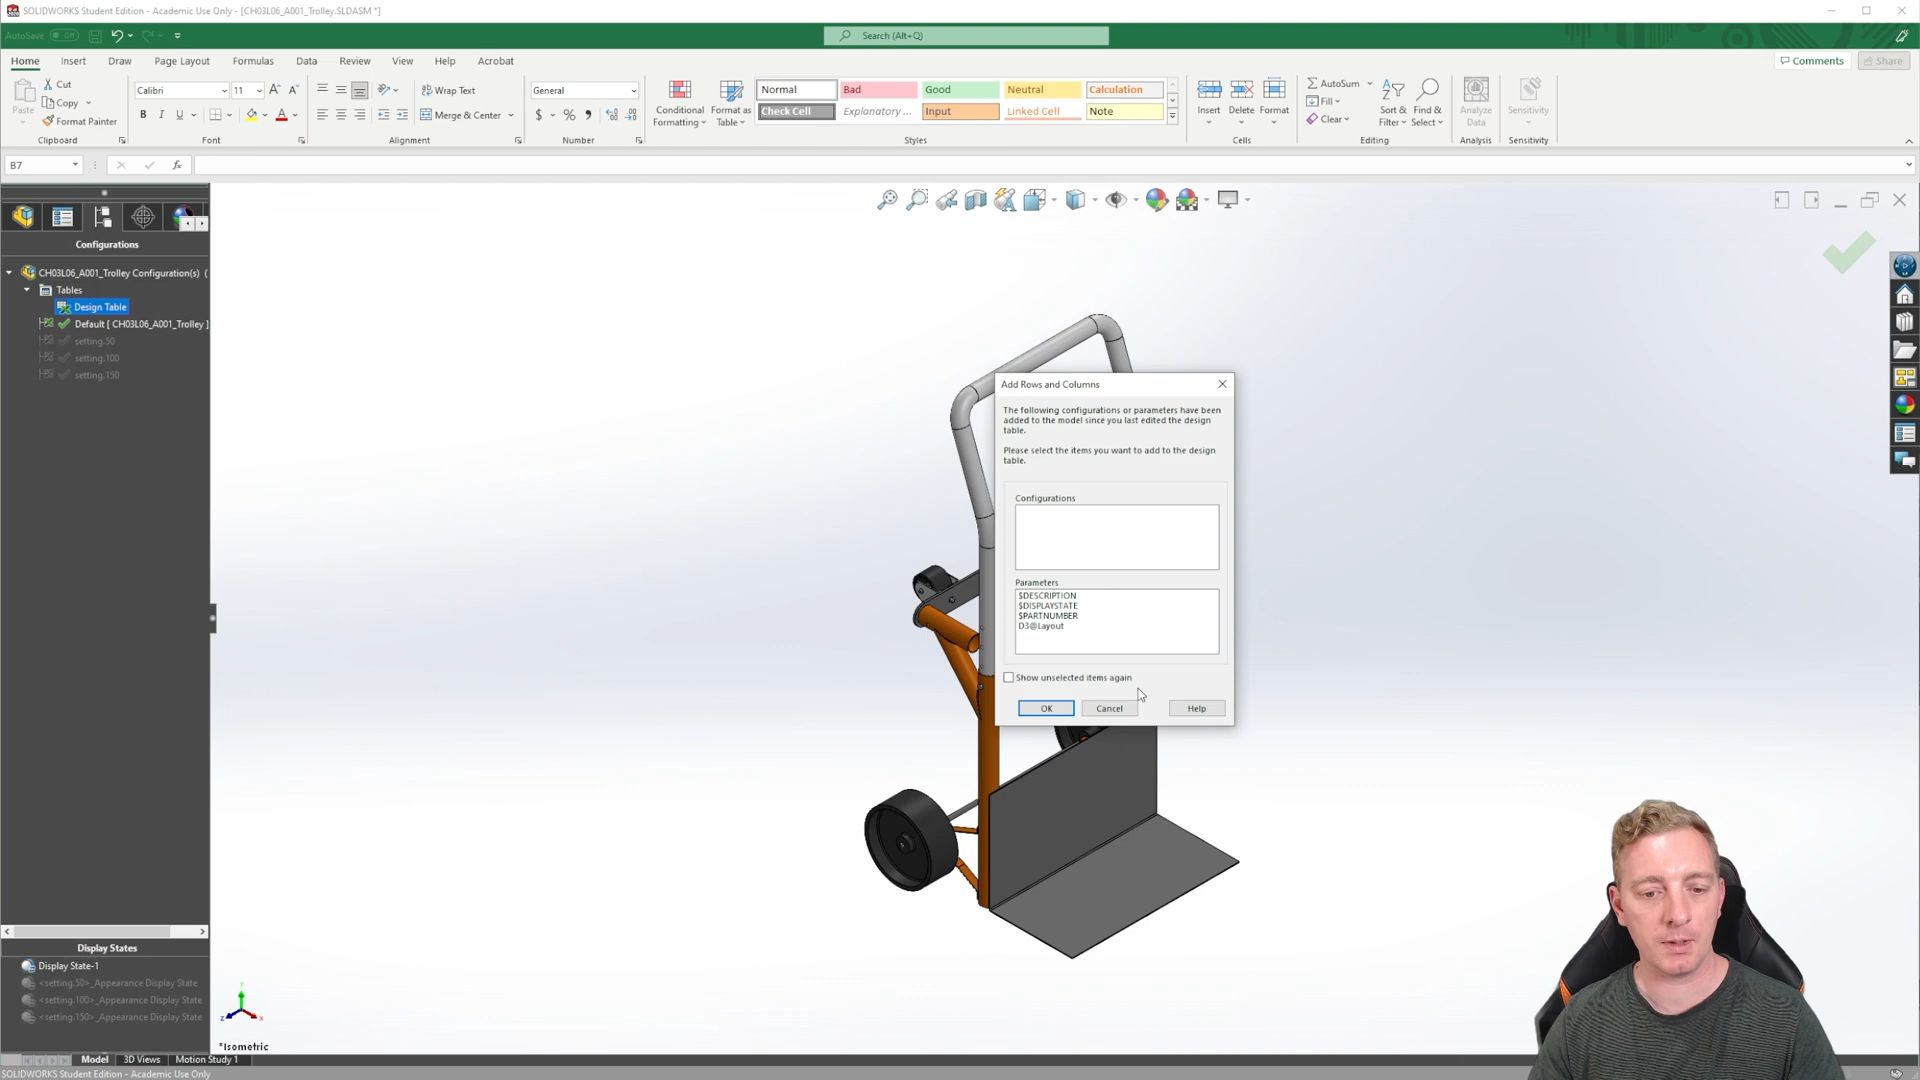 SOLIDWORKS Student Edition - Academic Use Only - [CH03L06_A001_Trolley.SLDASM *]
AutoSave Off
Search (Alt+Q)
Home Insert Draw Page Layout Formulas Data Review View Help Acrobat
Comments Share
Paste
Cut
Copy
Format Painter
Clipboard
Calibri 11
B I U
Font
Wrap Text
Merge & Center
Alignment
General
$ % ,
Number
Conditional Formatting
Format as Table
Normal Bad Good Neutral Calculation
Check Cell Explanatory ... Input Linked Cell Note
Styles
Insert Delete Format
Cells
AutoSum
Fill
Clear
Sort & Filter
Find & Select
Editing
Analyze Data
Analysis
Sensitivity
Sensitivity
B7
fx
Configurations
CH03L06_A001_Trolley Configuration(s) (
Tables
Design Table
Default [ CH03L06_A001_Trolley ]
setting.50
setting.100
setting.150
Add Rows and Columns
The following configurations or parameters have been
added to the model since you last edited the design
table.
Please select the items you want to add to the design
table.
Configurations
Parameters
$DESCRIPTION
$DISPLAYSTATE
$PARTNUMBER
D3@Layout
Show unselected items again
OK Cancel Help
Display States
Display State-1
<setting.50>_Appearance Display State
<setting.100>_Appearance Display State
<setting.150>_Appearance Display State
*Isometric
Model 3D Views Motion Study 1
SOLIDWORKS Student Edition - Academic Use Only